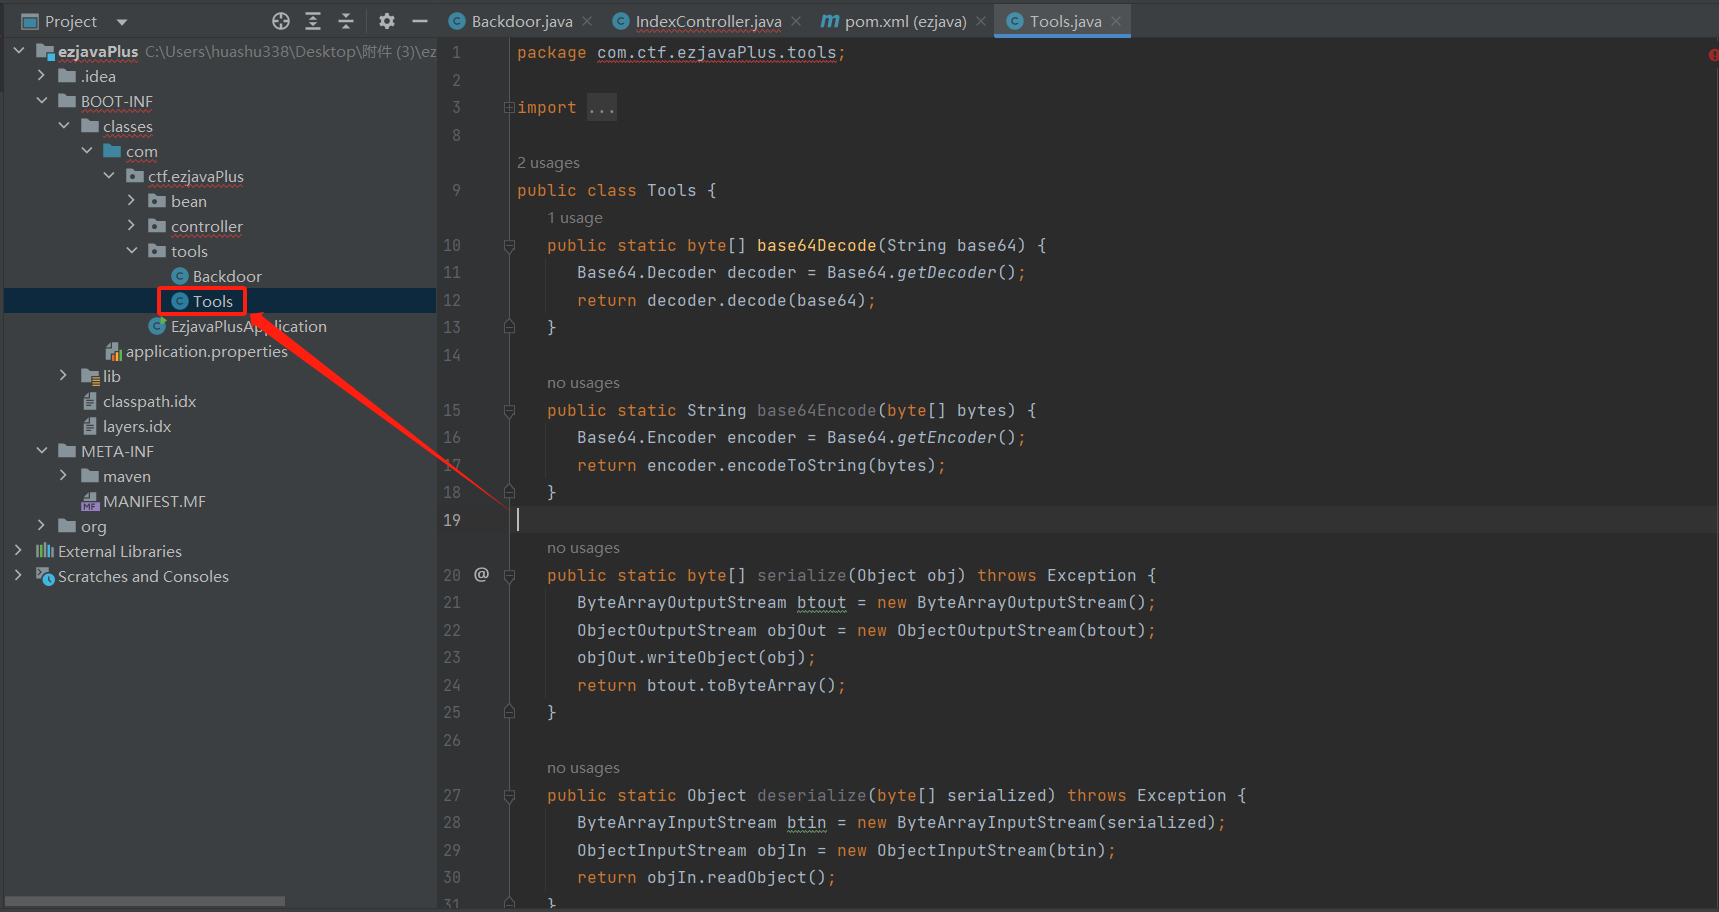 Project
ezjavaPlus C:\Users\huashu338\Desktop\附件 (3)\ez
.idea
BOOT-INF
classes
com
ctf.ezjavaPlus
bean
controller
tools
Backdoor
Tools
EzjavaPlusApplication
application.properties
lib
classpath.idx
layers.idx
META-INF
maven
MANIFEST.MF
org
External Libraries
Scratches and Consoles
Backdoor.java
IndexController.java
pom.xml (ezjava)
Tools.java
1 package com.ctf.ezjavaPlus.tools;
2
3 import ...
8
2 usages
9 public class Tools {
1 usage
10 public static byte[] base64Decode(String base64) {
11 Base64.Decoder decoder = Base64.getDecoder();
12 return decoder.decode(base64);
13 }
14
no usages
15 public static String base64Encode(byte[] bytes) {
16 Base64.Encoder encoder = Base64.getEncoder();
17 return encoder.encodeToString(bytes);
18 }
19
no usages
20 @ public static byte[] serialize(Object obj) throws Exception {
21 ByteArrayOutputStream btout = new ByteArrayOutputStream();
22 ObjectOutputStream objOut = new ObjectOutputStream(btout);
23 objOut.writeObject(obj);
24 return btout.toByteArray();
25 }
26
no usages
27 public static Object deserialize(byte[] serialized) throws Exception {
28 ByteArrayInputStream btin = new ByteArrayInputStream(serialized);
29 ObjectInputStream objIn = new ObjectInputStream(btin);
30 return objIn.readObject();
31 }